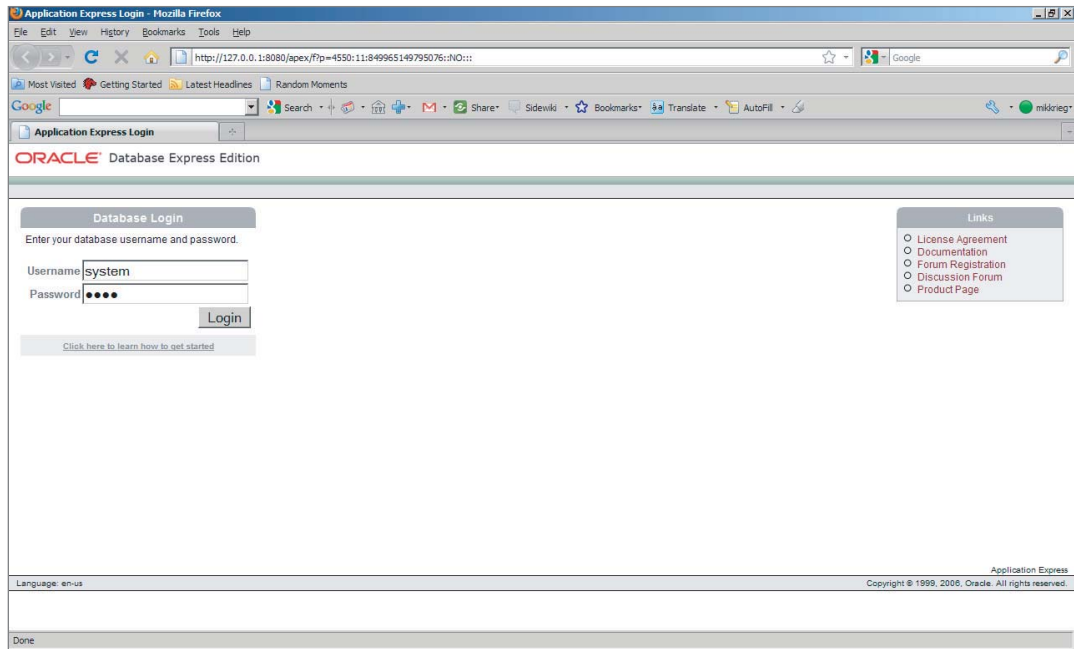 Application Express Login - Mozilla Firefox
File Edit View History Bookmarks Tools Help
http://127.0.0.1:8080/apex/f?p=4550:11:849965149795076::NO:::
Google
Most Visited Getting Started Latest Headlines Random Moments
Google Search Share Sidewiki Bookmarks Translate AutoFill mikkrieg
Application Express Login
ORACLE Database Express Edition
Database Login
Enter your database username and password.
Username system
Password ●●●●
Login
Click here to learn how to get started
Links
License Agreement
Documentation
Forum Registration
Discussion Forum
Product Page
Application Express
Language: en-us
Copyright © 1999, 2006, Oracle. All rights reserved.
Done